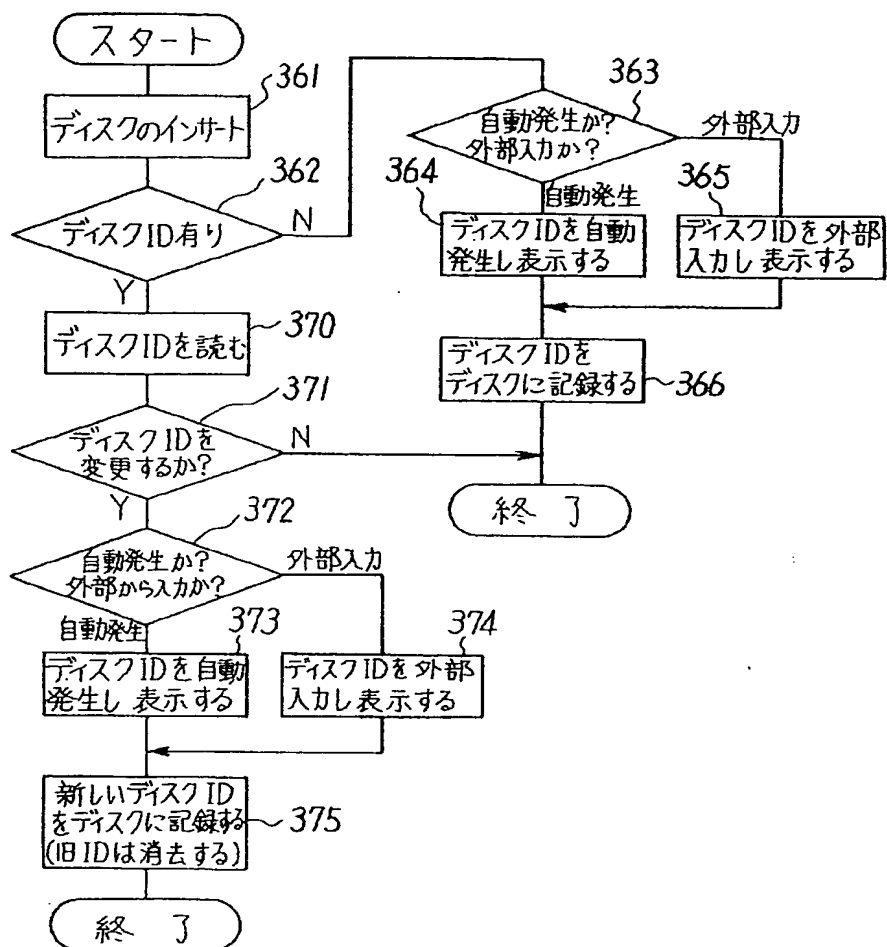 スタート
361
ディスクのインサート
362
ディスクID有り
N
Y
363
自動発生か?
外部入力か?
外部入力
364
自動発生
365
ディスクIDを自動
発生し表示する
ディスクIDを外部
入力し表示する
370
ディスクIDを読む
ディスクIDを
ディスクに記録する
366
371
ディスクIDを
変更するか?
N
Y
終了
372
自動発生か?
外部から入力か?
外部入力
自動発生
373
374
ディスクIDを自動
発生し表示する
ディスクIDを外部
入力し表示する
新しいディスクID
をディスクに記録する
(旧IDは消去する)
375
終了